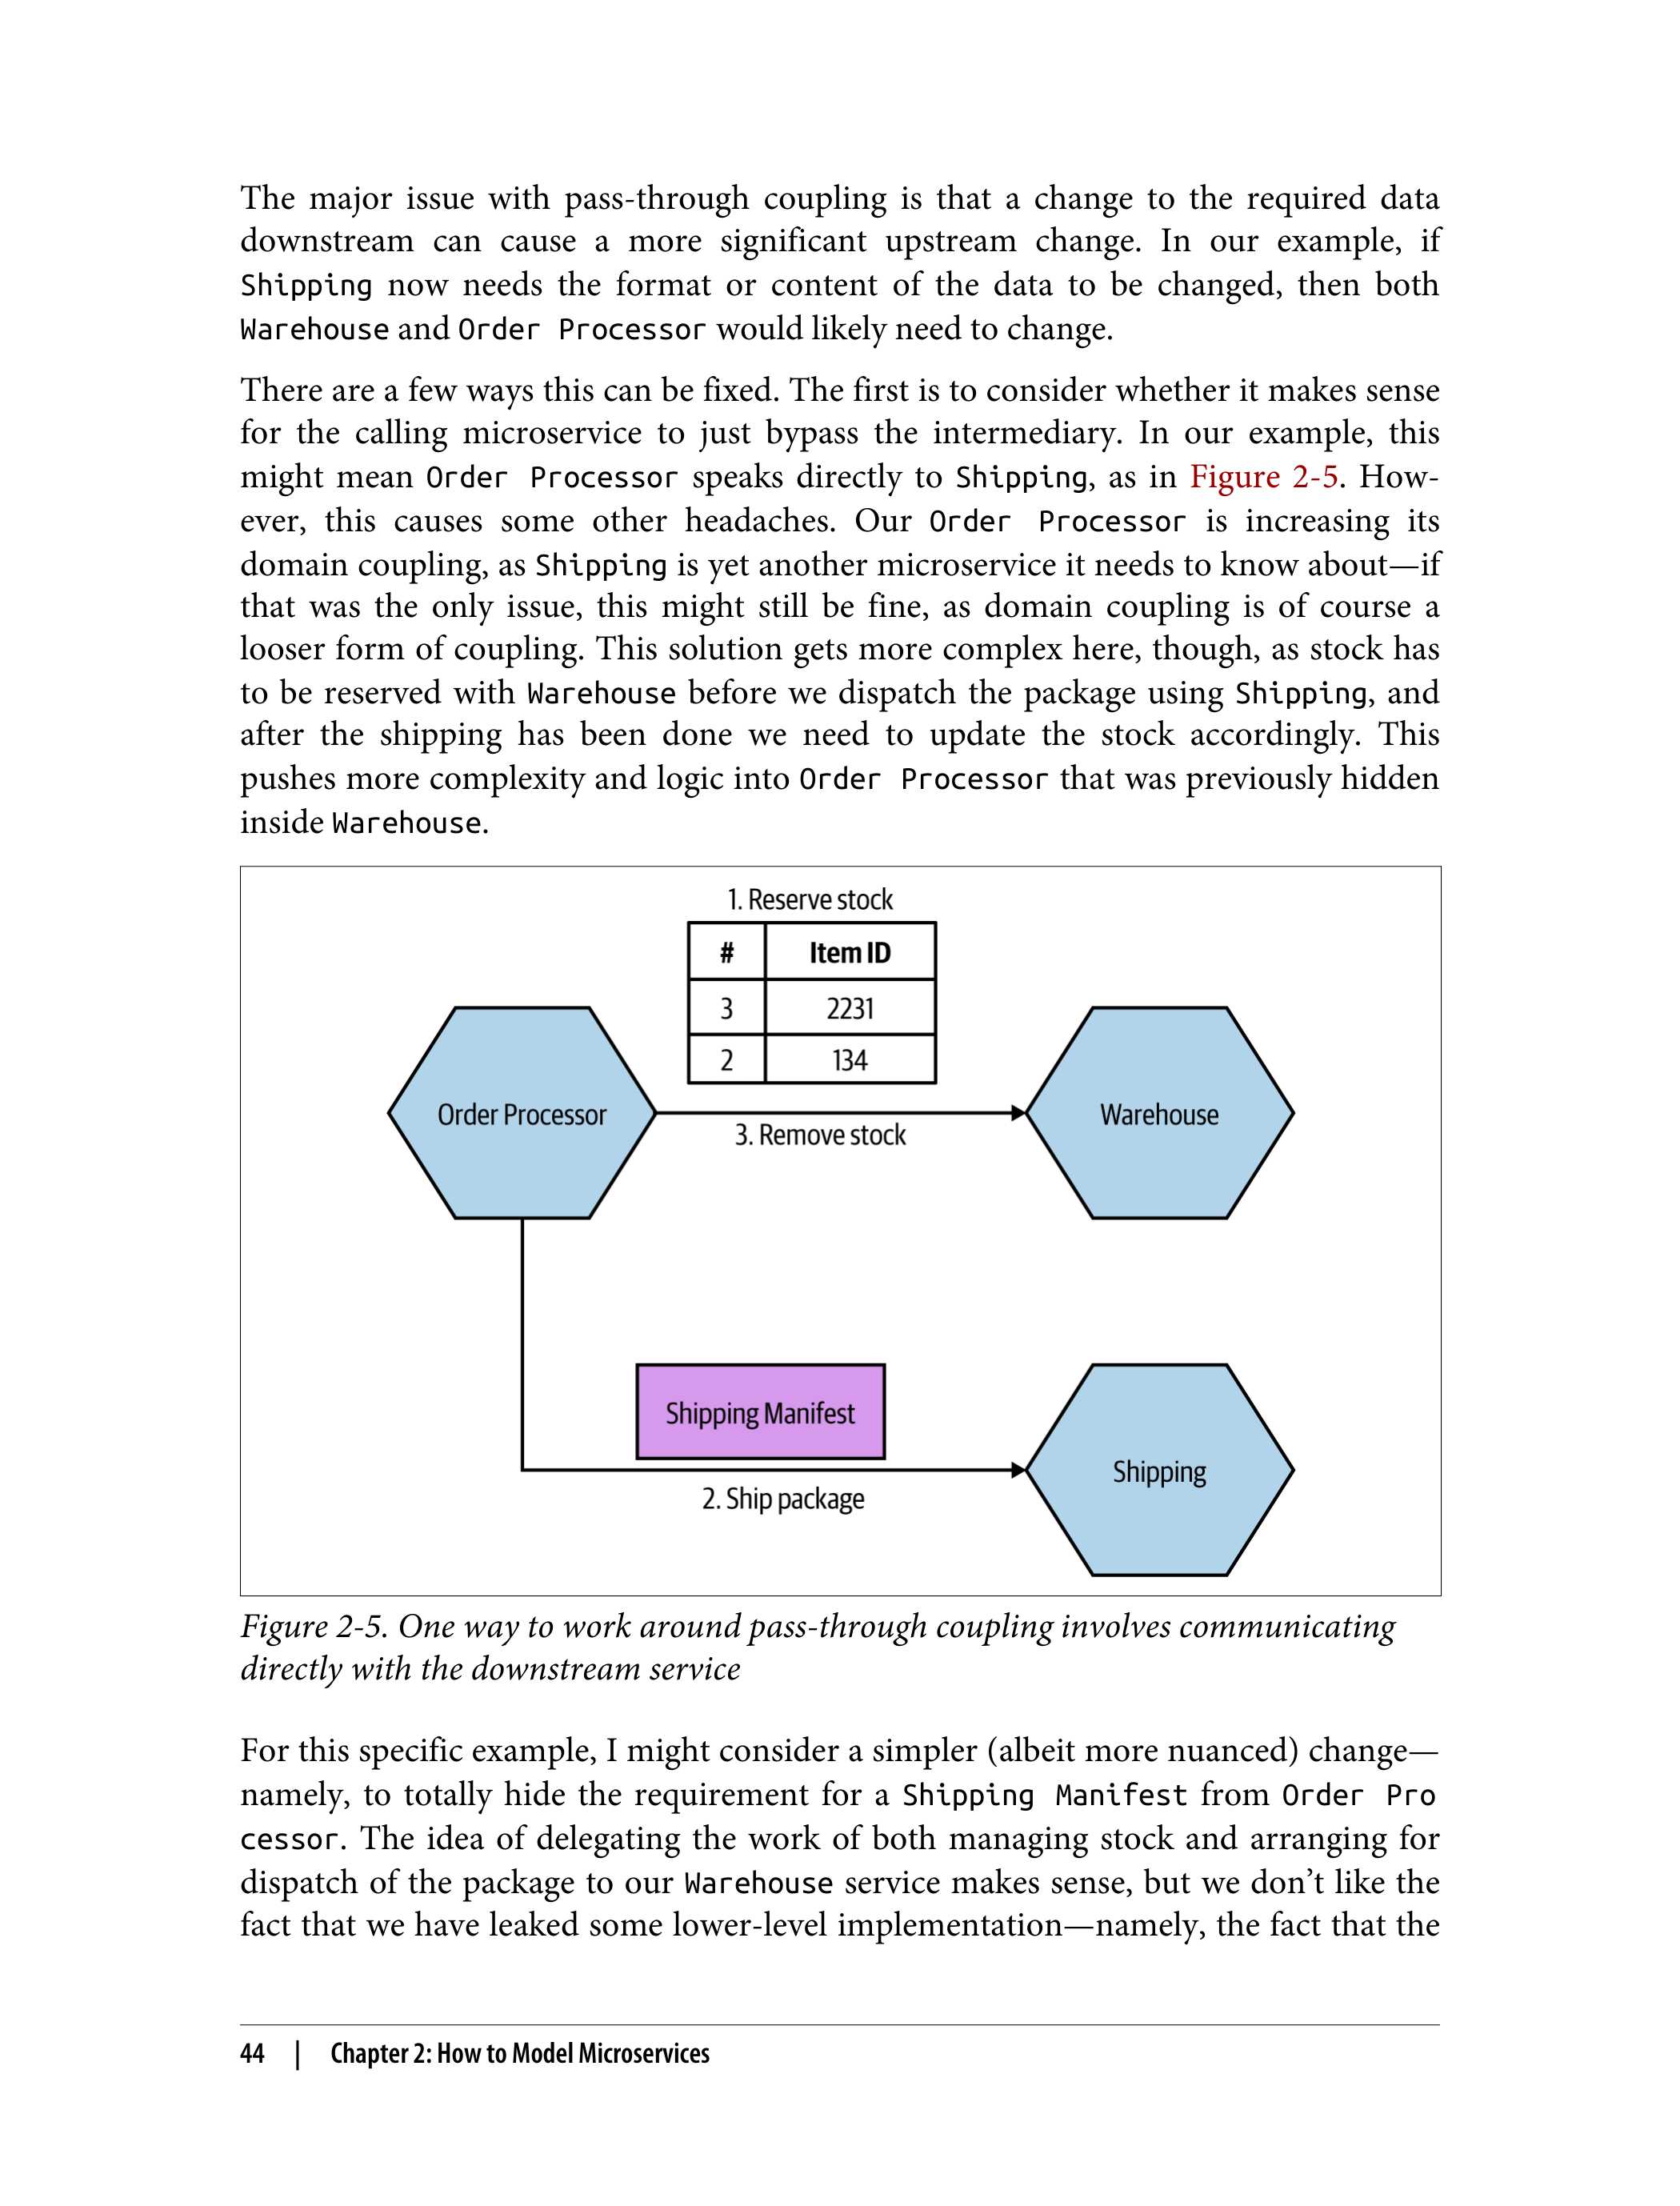 The major issue with pass-through coupling is that a change to the required data
downstream can cause a more significant upstream change. In our example, if
Shipping now needs the format or content of the data to be changed, then both
Warehouse and Order Processor would likely need to change.
There are a few ways this can be fixed. The first is to consider whether it makes sense
for the calling microservice to just bypass the intermediary. In our example, this
might mean Order Processor speaks directly to Shipping, as in Figure 2-5. How-
ever, this causes some other headaches. Our Order Processor is increasing its
domain coupling, as Shipping is yet another microservice it needs to know about—if
that was the only issue, this might still be fine, as domain coupling is of course a
looser form of coupling. This solution gets more complex here, though, as stock has
to be reserved with Warehouse before we dispatch the package using Shipping, and
after the shipping has been done we need to update the stock accordingly. This
pushes more complexity and logic into Order Processor that was previously hidden
inside Warehouse.
1. Reserve stock
# Item ID
3 2231
2 134
Order Processor
Warehouse
3. Remove stock
Shipping Manifest
Shipping
2. Ship package
Figure 2-5. One way to work around pass-through coupling involves communicating
directly with the downstream service
For this specific example, I might consider a simpler (albeit more nuanced) change—
namely, to totally hide the requirement for a Shipping Manifest from Order Pro
cessor. The idea of delegating the work of both managing stock and arranging for
dispatch of the package to our Warehouse service makes sense, but we don’t like the
fact that we have leaked some lower-level implementation—namely, the fact that the
44 | Chapter 2: How to Model Microservices